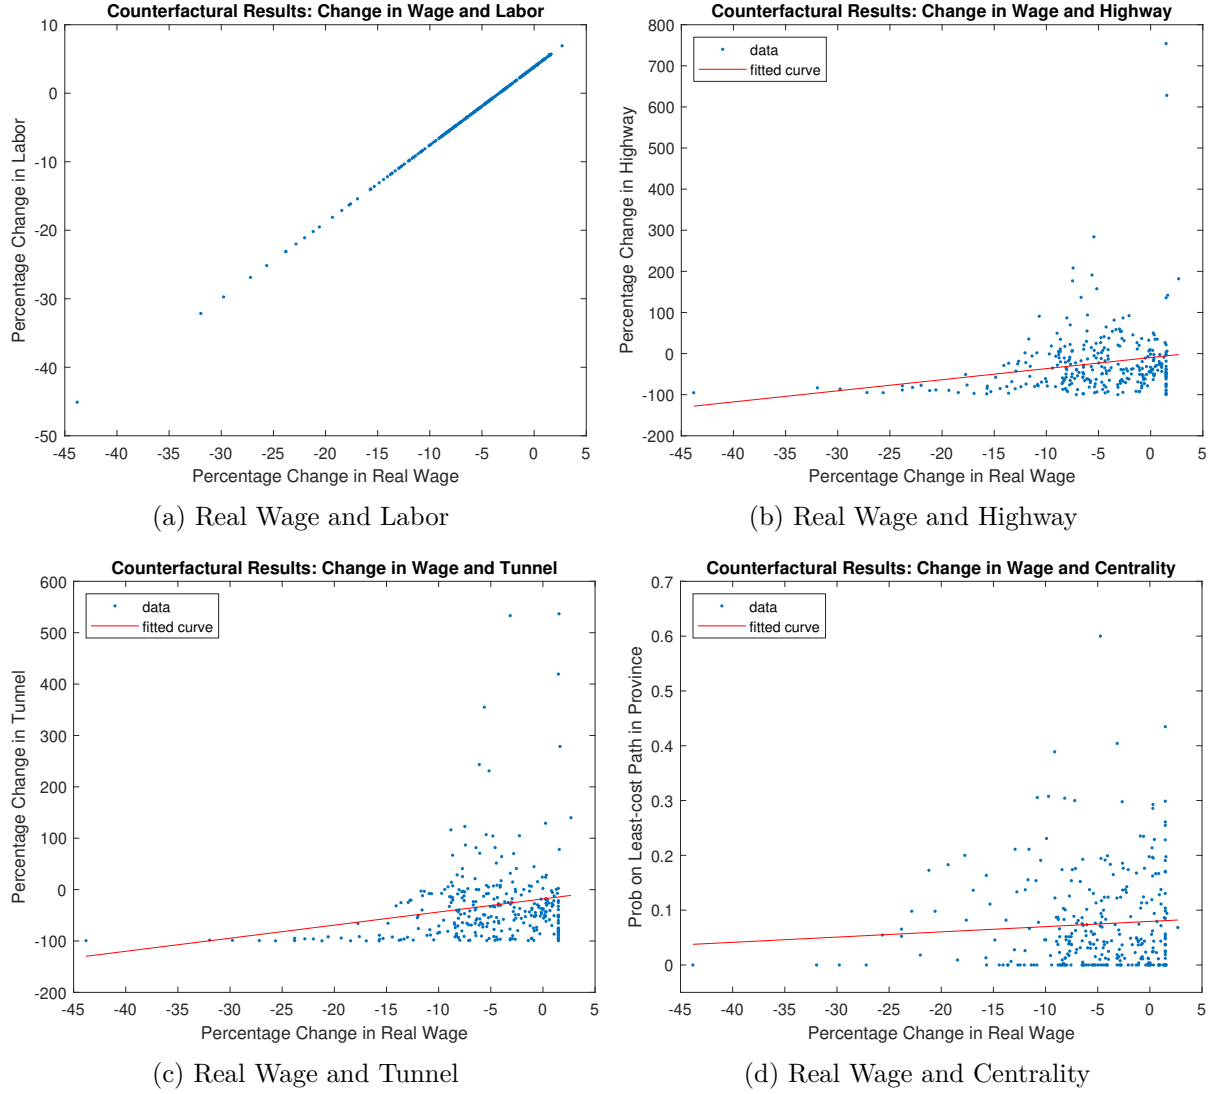 Counterfactural Results: Change in Wage and Labor
10
0
-10
-20
-30
-40
-50
Percentage Change in Labor
-45 -40 -35 -30 -25 -20 -15 -10 -5 0 5
Percentage Change in Real Wage
(a) Real Wage and Labor
Counterfactural Results: Change in Wage and Highway
data
fitted curve
800
700
600
500
400
300
200
100
0
-100
-200
Percentage Change in Highway
-45 -40 -35 -30 -25 -20 -15 -10 -5 0 5
Percentage Change in Real Wage
(b) Real Wage and Highway
Counterfactural Results: Change in Wage and Tunnel
data
fitted curve
600
500
400
300
200
100
0
-100
-200
Percentage Change in Tunnel
-45 -40 -35 -30 -25 -20 -15 -10 -5 0 5
Percentage Change in Real Wage
(c) Real Wage and Tunnel
Counterfactural Results: Change in Wage and Centrality
data
fitted curve
0.7
0.6
0.5
0.4
0.3
0.2
0.1
0
Prob on Least-cost Path in Province
-45 -40 -35 -30 -25 -20 -15 -10 -5 0 5
Percentage Change in Real Wage
(d) Real Wage and Centrality